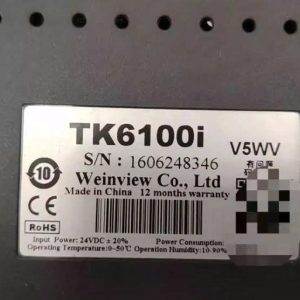 TK6100i V5WV
S/N : 1606248346
Weinview Co., Ltd
Made in China 12 months warranty
10
RoHS
Input Power: 24VDC ± 20% Power Consumption:
Operating Temperature:0~50℃ Operation Humidity:10-90%